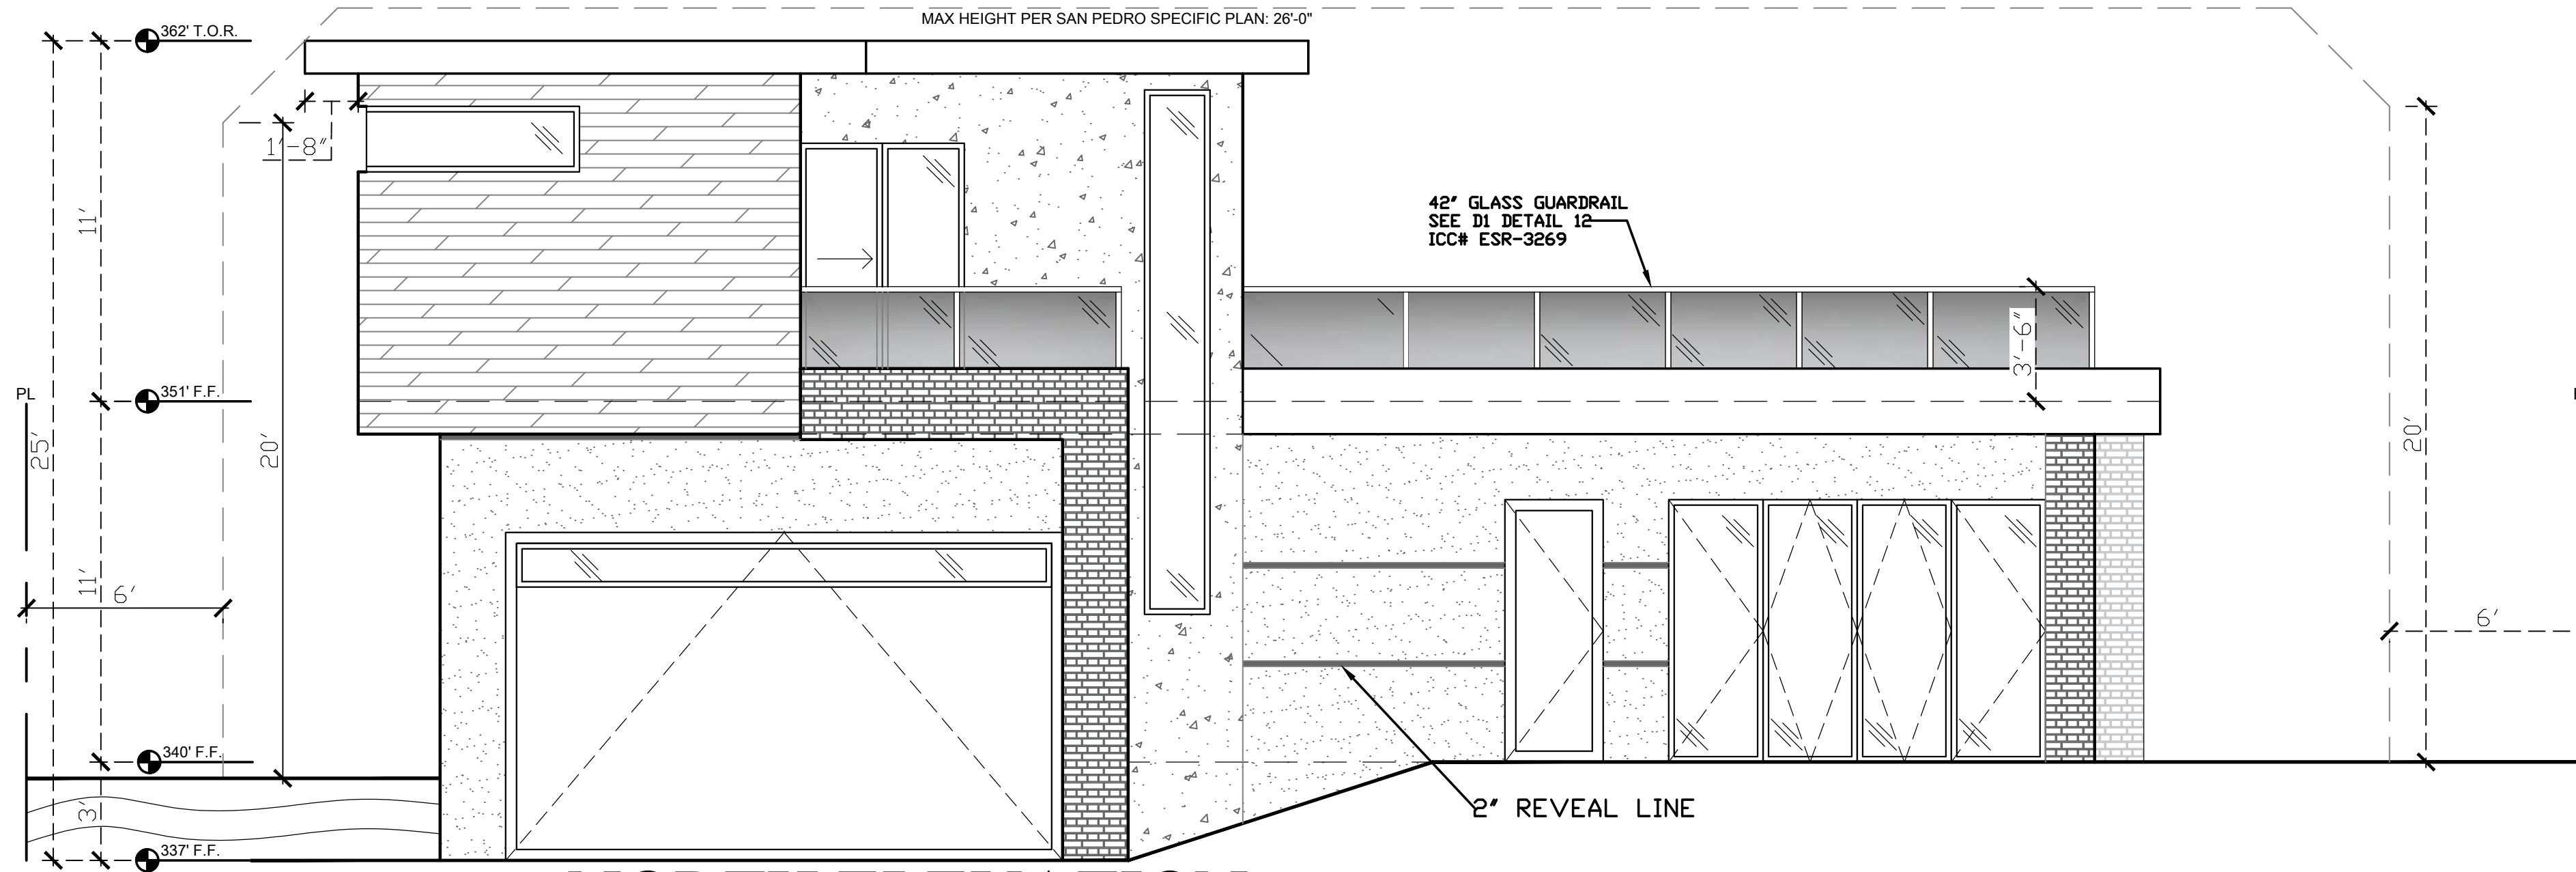 MAX HEIGHT PER SAN PEDRO SPECIFIC PLAN: 26'-0"
362' T.O.R.
1'-8"
11'
42" GLASS GUARDRAIL
SEE D1 DETAIL 12
ICC# ESR-3269
3'-6"
PL
351' F.F.
25'
20'
20'
11'
6'
6'
340' F.F.
3'
2" REVEAL LINE
337' F.F.